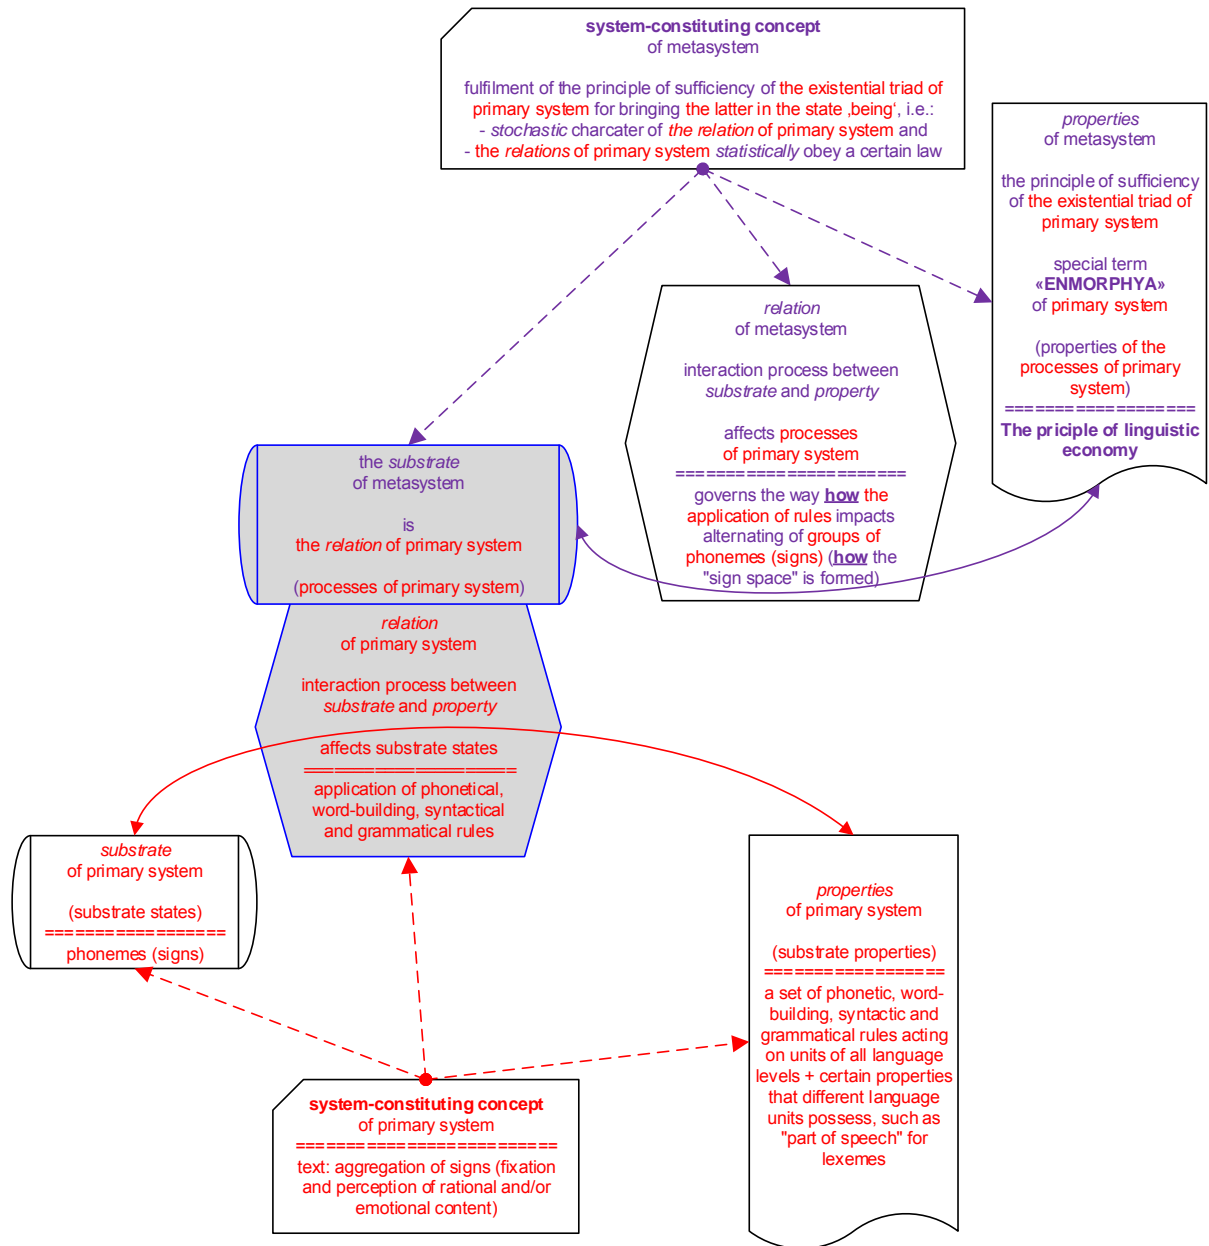 system-constituting concept
of metasystem
fulfilment of the principle of sufficiency of the existential triad of
primary system for bringing the latter in the state ‚being‘, i.e.:
- stochastic charcater of the relation of primary system and
- the relations of primary system statistically obey a certain law
properties
of metasystem
the principle of sufficiency
of the existential triad of
primary system
special term
«ENMORPHYA»
of primary system
(properties of the
processes of primary
system)
===================
The priciple of linguistic
economy
relation
of metasystem
interaction process between
substrate and property
affects processes
of primary system
=======================
governs the way how the
application of rules impacts
alternating of groups of
phonemes (signs) (how the
"sign space" is formed)
the substrate
of metasystem
is
the relation of primary system
(processes of primary system)
relation
of primary system
interaction process between
substrate and property
affects substrate states
=====================
application of phonetical,
word-building, syntactical
and grammatical rules
substrate
of primary system
(substrate states)
==================
phonemes (signs)
properties
of primary system
(substrate properties)
==================
a set of phonetic, word-
building, syntactic and
grammatical rules acting
on units of all language
levels + certain properties
that different language
units possess, such as
"part of speech" for
lexemes
system-constituting concept
of primary system
==========================
text: aggregation of signs (fixation
and perception of rational and/or
emotional content)